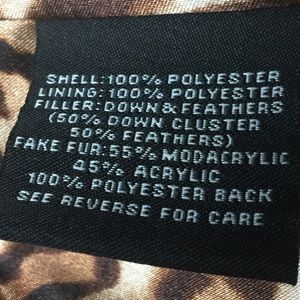 SHELL:100% POLYESTER
LINING:100% POLYESTER
FILLER:DOWN&FEATHERS
(50% DOWN CLUSTER
50% FEATHERS)
FAKE FUR:55% MODACRYLIC
45% ACRYLIC
100% POLYESTER BACK
SEE REVERSE FOR CARE